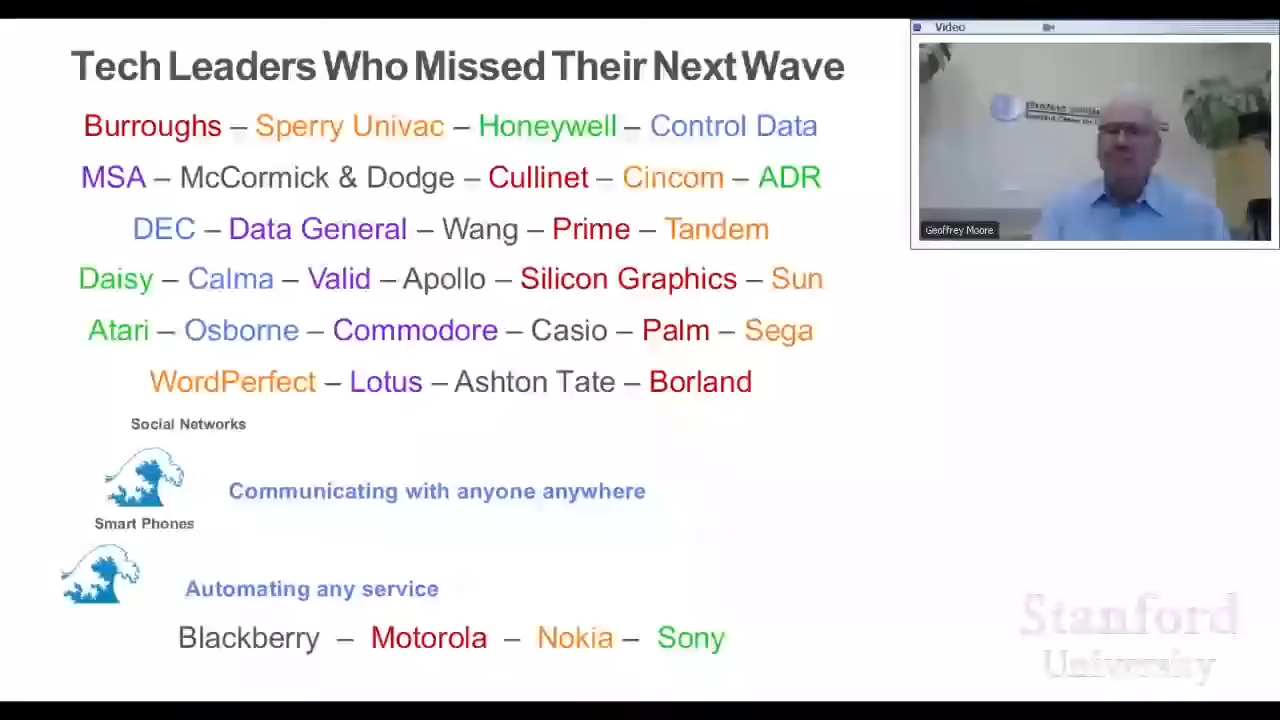 Tech Leaders Who Missed Their Next Wave
Burroughs – Sperry Univac – Honeywell – Control Data
MSA – McCormick & Dodge – Cullinet – Cincom – ADR
DEC – Data General – Wang – Prime – Tandem
Daisy – Calma – Valid – Apollo – Silicon Graphics – Sun
Atari – Osborne – Commodore – Casio – Palm – Sega
WordPerfect – Lotus – Ashton Tate – Borland
Social Networks
Communicating with anyone anywhere
Smart Phones
Automating any service
Blackberry – Motorola – Nokia – Sony
Video
Geoffrey Moore
Stanford
University